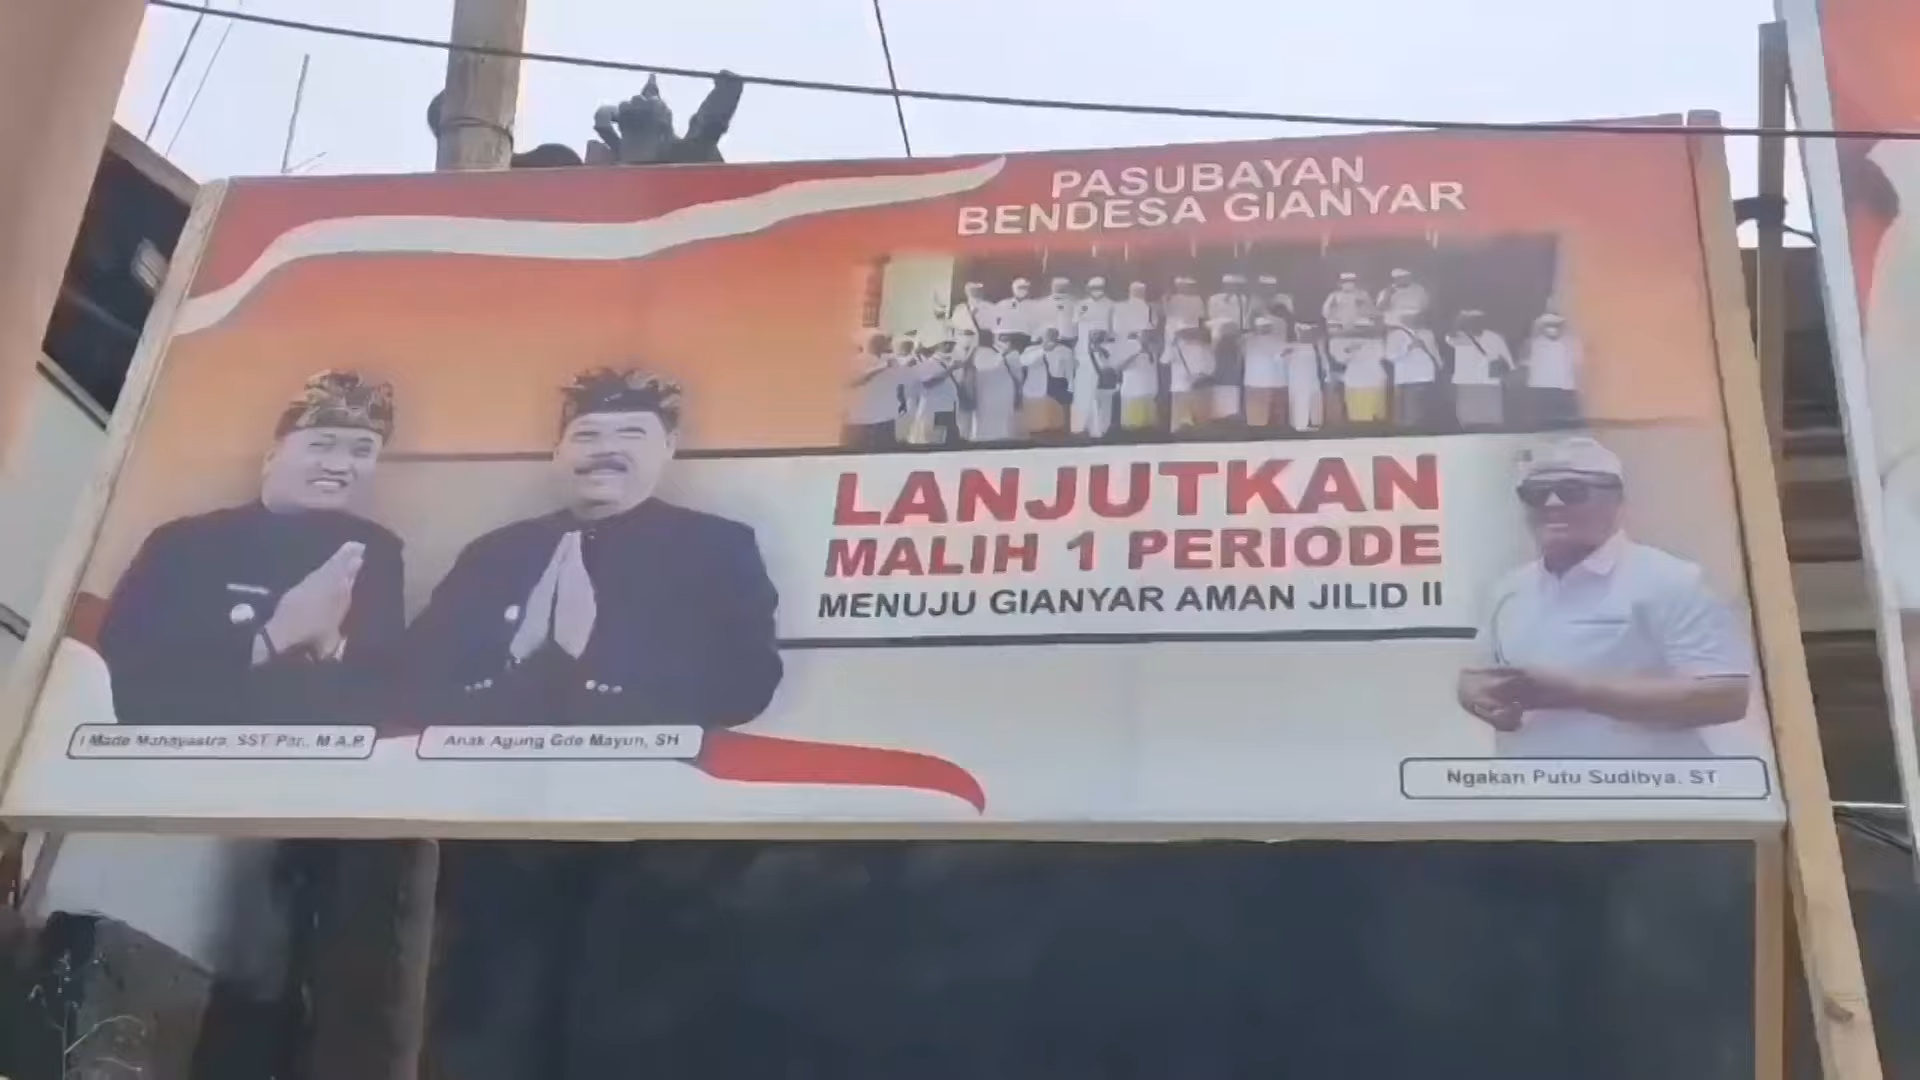 PASUBAYAN
BENDESA GIANYAR
LANJUTKAN
MALIH 1 PERIODE
MENUJU GIANYAR AMAN JILID II
I Made Mahayastra, SST. Par., M.A.P.
Anak Agung Gde Mayun, SH
Ngakan Putu Sudibya, ST